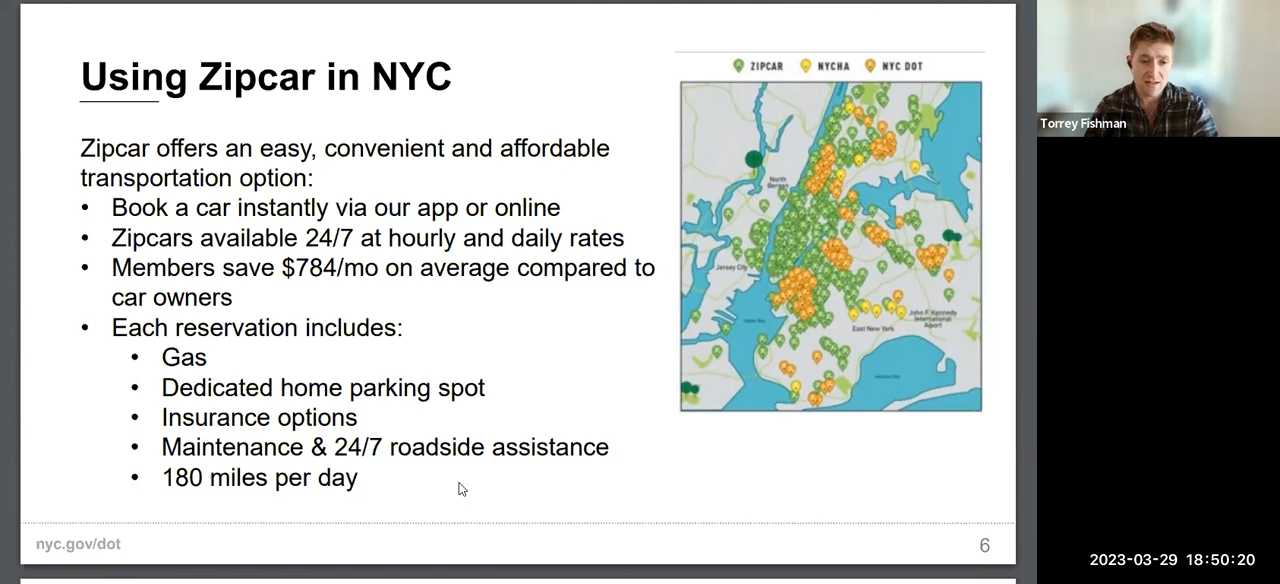 Using Zipcar in NYC
Zipcar offers an easy, convenient and affordable
transportation option:
• Book a car instantly via our app or online
• Zipcars available 24/7 at hourly and daily rates
• Members save $784/mo on average compared to
car owners
• Each reservation includes:
• Gas
• Dedicated home parking spot
• Insurance options
• Maintenance & 24/7 roadside assistance
• 180 miles per day
ZIPCAR NYCHA NYC DOT
North
Bergen
Jersey City
East New York
John F. Kennedy
International
Airport
nyc.gov/dot
6
Torrey Fishman
2023-03-29 18:50:20